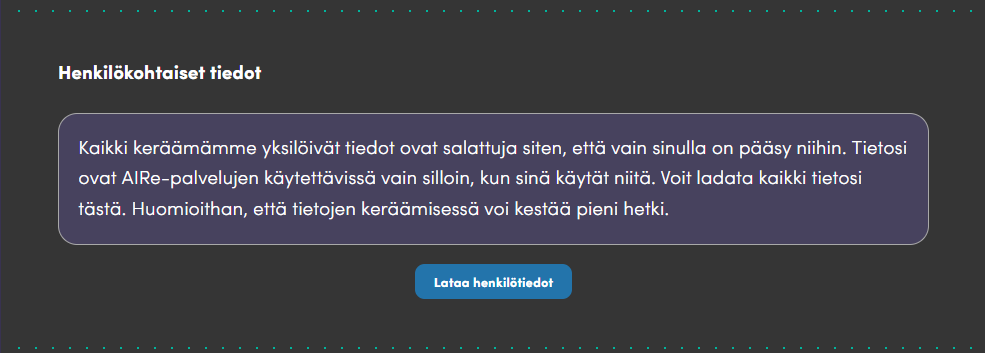 Henkilökohtaiset tiedot
Kaikki keräämämme yksilöivät tiedot ovat salattuja siten, että vain sinulla on pääsy niihin. Tietosi
ovat AIRe-palvelujen käytettävissä vain silloin, kun sinä käytät niitä. Voit ladata kaikki tietosi
tästä. Huomioithan, että tietojen keräämisessä voi kestää pieni hetki.
Lataa henkilötiedot